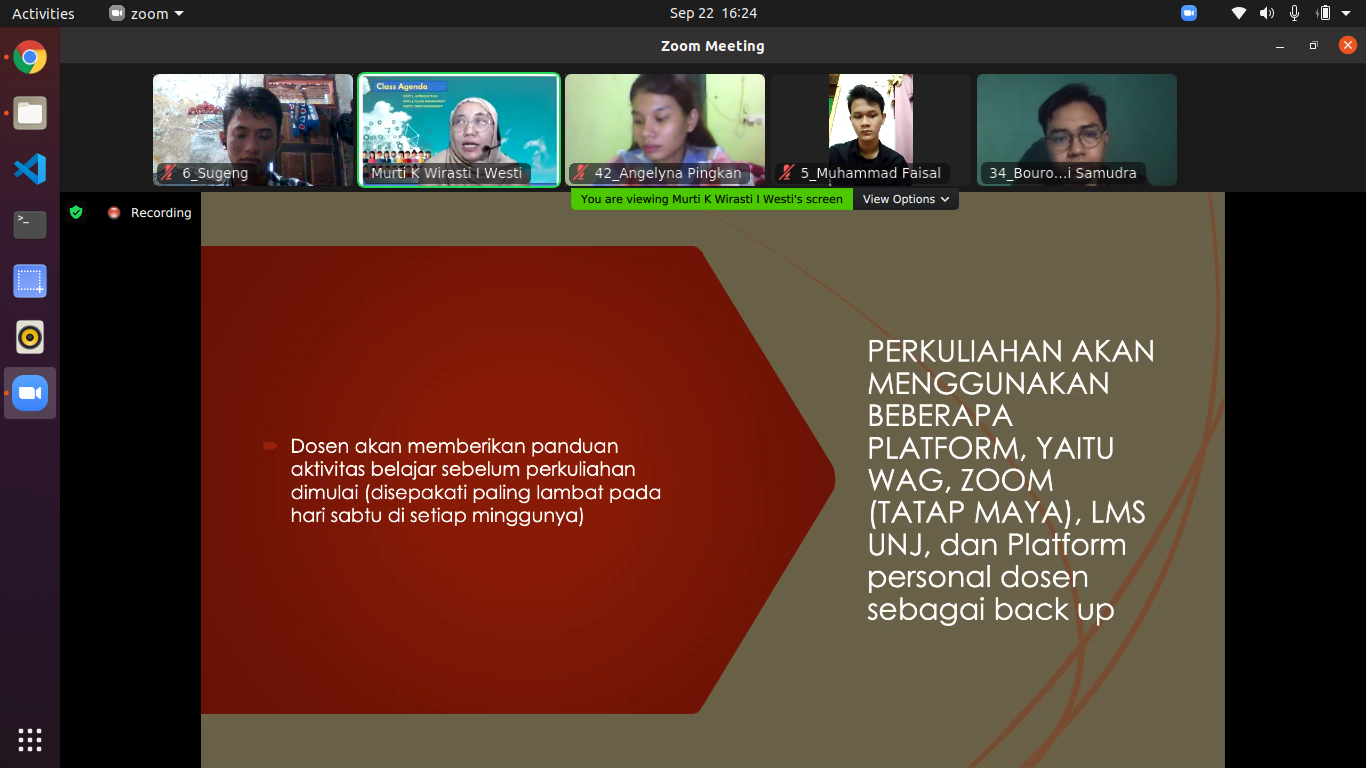 Activities
zoom
Sep 22 16:24
Zoom Meeting
Class Agenda
6_Sugeng
Murti K Wirasti I Westi
42_Angelyna Pingkan
5_Muhammad Faisal
34_Bouro...i Samudra
You are viewing Murti K Wirasti I Westi's screen
View Options
Recording
Dosen akan memberikan panduan
aktivitas belajar sebelum perkuliahan
dimulai (disepakati paling lambat pada
hari sabtu di setiap minggunya)
PERKULIAHAN AKAN
MENGGUNAKAN
BEBERAPA
PLATFORM, YAITU
WAG, ZOOM
(TATAP MAYA), LMS
UNJ, dan Platform
personal dosen
sebagai back up